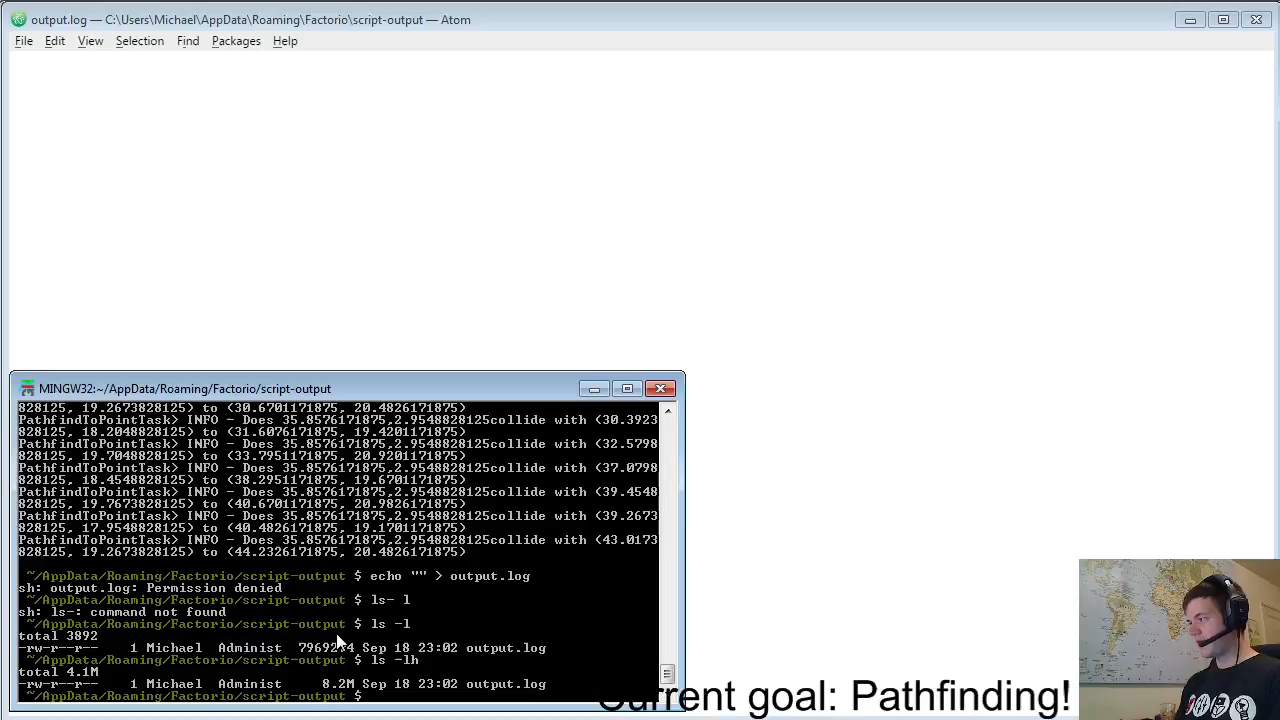 output.log — C:\Users\Michael\AppData\Roaming\Factorio\script-output — Atom
File Edit View Selection Find Packages Help
MINGW32:~/AppData/Roaming/Factorio/script-output
828125, 19.2673828125) to (30.6701171875, 20.4826171875)
PathfindToPointTask> INFO - Does 35.8576171875,2.9548828125collide with (30.3923
828125, 18.2048828125) to (31.6076171875, 19.4201171875)
PathfindToPointTask> INFO - Does 35.8576171875,2.9548828125collide with (32.5798
828125, 19.7048828125) to (33.7951171875, 20.9201171875)
PathfindToPointTask> INFO - Does 35.8576171875,2.9548828125collide with (37.0798
828125, 18.4548828125) to (38.2951171875, 19.6701171875)
PathfindToPointTask> INFO - Does 35.8576171875,2.9548828125collide with (39.4548
828125, 19.7673828125) to (40.6701171875, 20.9826171875)
PathfindToPointTask> INFO - Does 35.8576171875,2.9548828125collide with (39.2673
828125, 17.9548828125) to (40.4826171875, 19.1701171875)
PathfindToPointTask> INFO - Does 35.8576171875,2.9548828125collide with (43.0173
828125, 19.2673828125) to (44.2326171875, 20.4826171875)
~/AppData/Roaming/Factorio/script-output $ echo "" > output.log
sh: output.log: Permission denied
~/AppData/Roaming/Factorio/script-output $ ls- l
sh: ls-: command not found
~/AppData/Roaming/Factorio/script-output $ ls -l
total 3892
-rw-r--r-- 1 Michael Administ Sep 18 23:02 output.log
~/AppData/Roaming/Factorio/script-output $ ls -lh
total 4.1M
-rw-r--r-- 1 Michael Administ 8.2M Sep 18 23:02 output.log
~/AppData/Roaming/Factorio/script-output $
Current goal: Pathfinding!